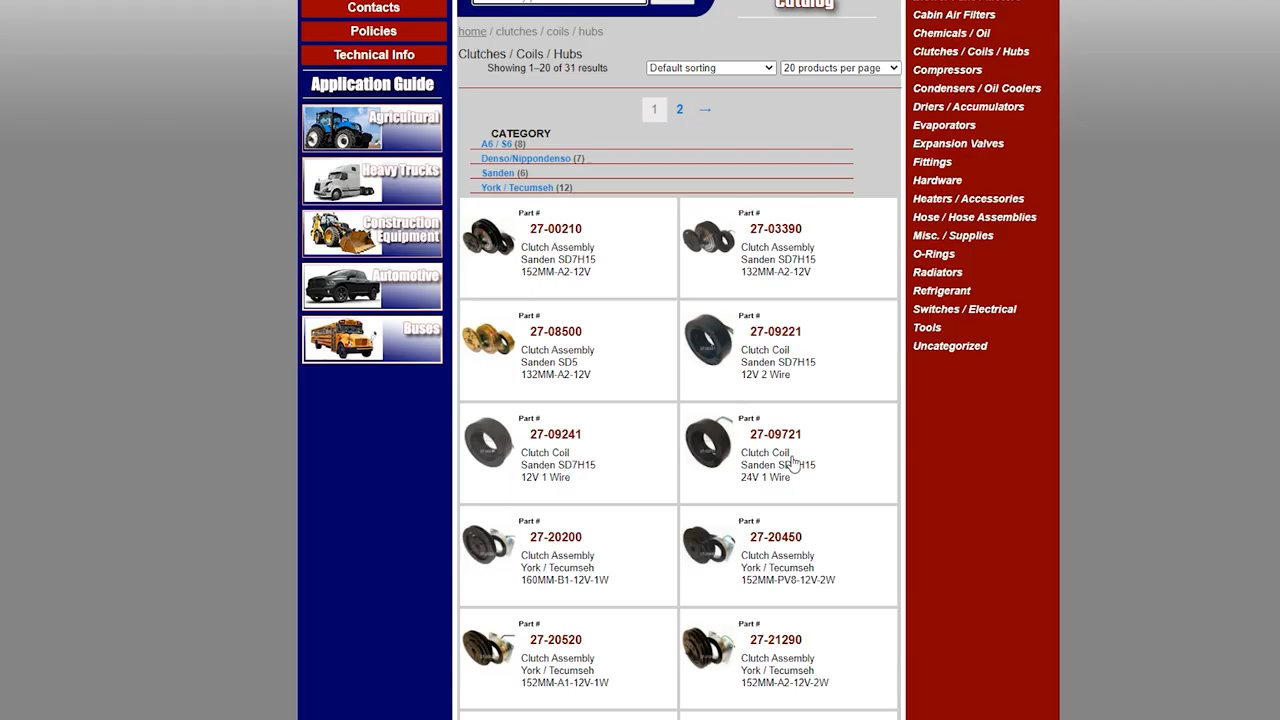 Contacts
Policies
Technical Info
Application Guide
Agricultural
Heavy Trucks
Construction
Equipment
Automotive
Buses
Catalog
home / clutches / coils / hubs
Clutches / Coils / Hubs
Showing 1–20 of 31 results
Default sorting
20 products per page
1 2 →
CATEGORY
A6 / S6 (8)
Denso/Nippondenso (7)
Sanden (6)
York / Tecumseh (12)
Part #
27-00210
Clutch Assembly
Sanden SD7H15
152MM-A2-12V
Part #
27-03390
Clutch Assembly
Sanden SD7H15
132MM-A2-12V
Part #
27-08500
Clutch Assembly
Sanden SD5
132MM-A2-12V
Part #
27-09221
Clutch Coil
Sanden SD7H15
12V 2 Wire
Part #
27-09241
Clutch Coil
Sanden SD7H15
12V 1 Wire
Part #
27-09721
Clutch Coil
Sanden SD7H15
24V 1 Wire
Part #
27-20200
Clutch Assembly
York / Tecumseh
160MM-B1-12V-1W
Part #
27-20450
Clutch Assembly
York / Tecumseh
152MM-PV8-12V-2W
Part #
27-20520
Clutch Assembly
York / Tecumseh
152MM-A1-12V-1W
Part #
27-21290
Clutch Assembly
York / Tecumseh
152MM-A2-12V-2W
Cabin Air Filters
Chemicals / Oil
Clutches / Coils / Hubs
Compressors
Condensers / Oil Coolers
Driers / Accumulators
Evaporators
Expansion Valves
Fittings
Hardware
Heaters / Accessories
Hose / Hose Assemblies
Misc. / Supplies
O-Rings
Radiators
Refrigerant
Switches / Electrical
Tools
Uncategorized